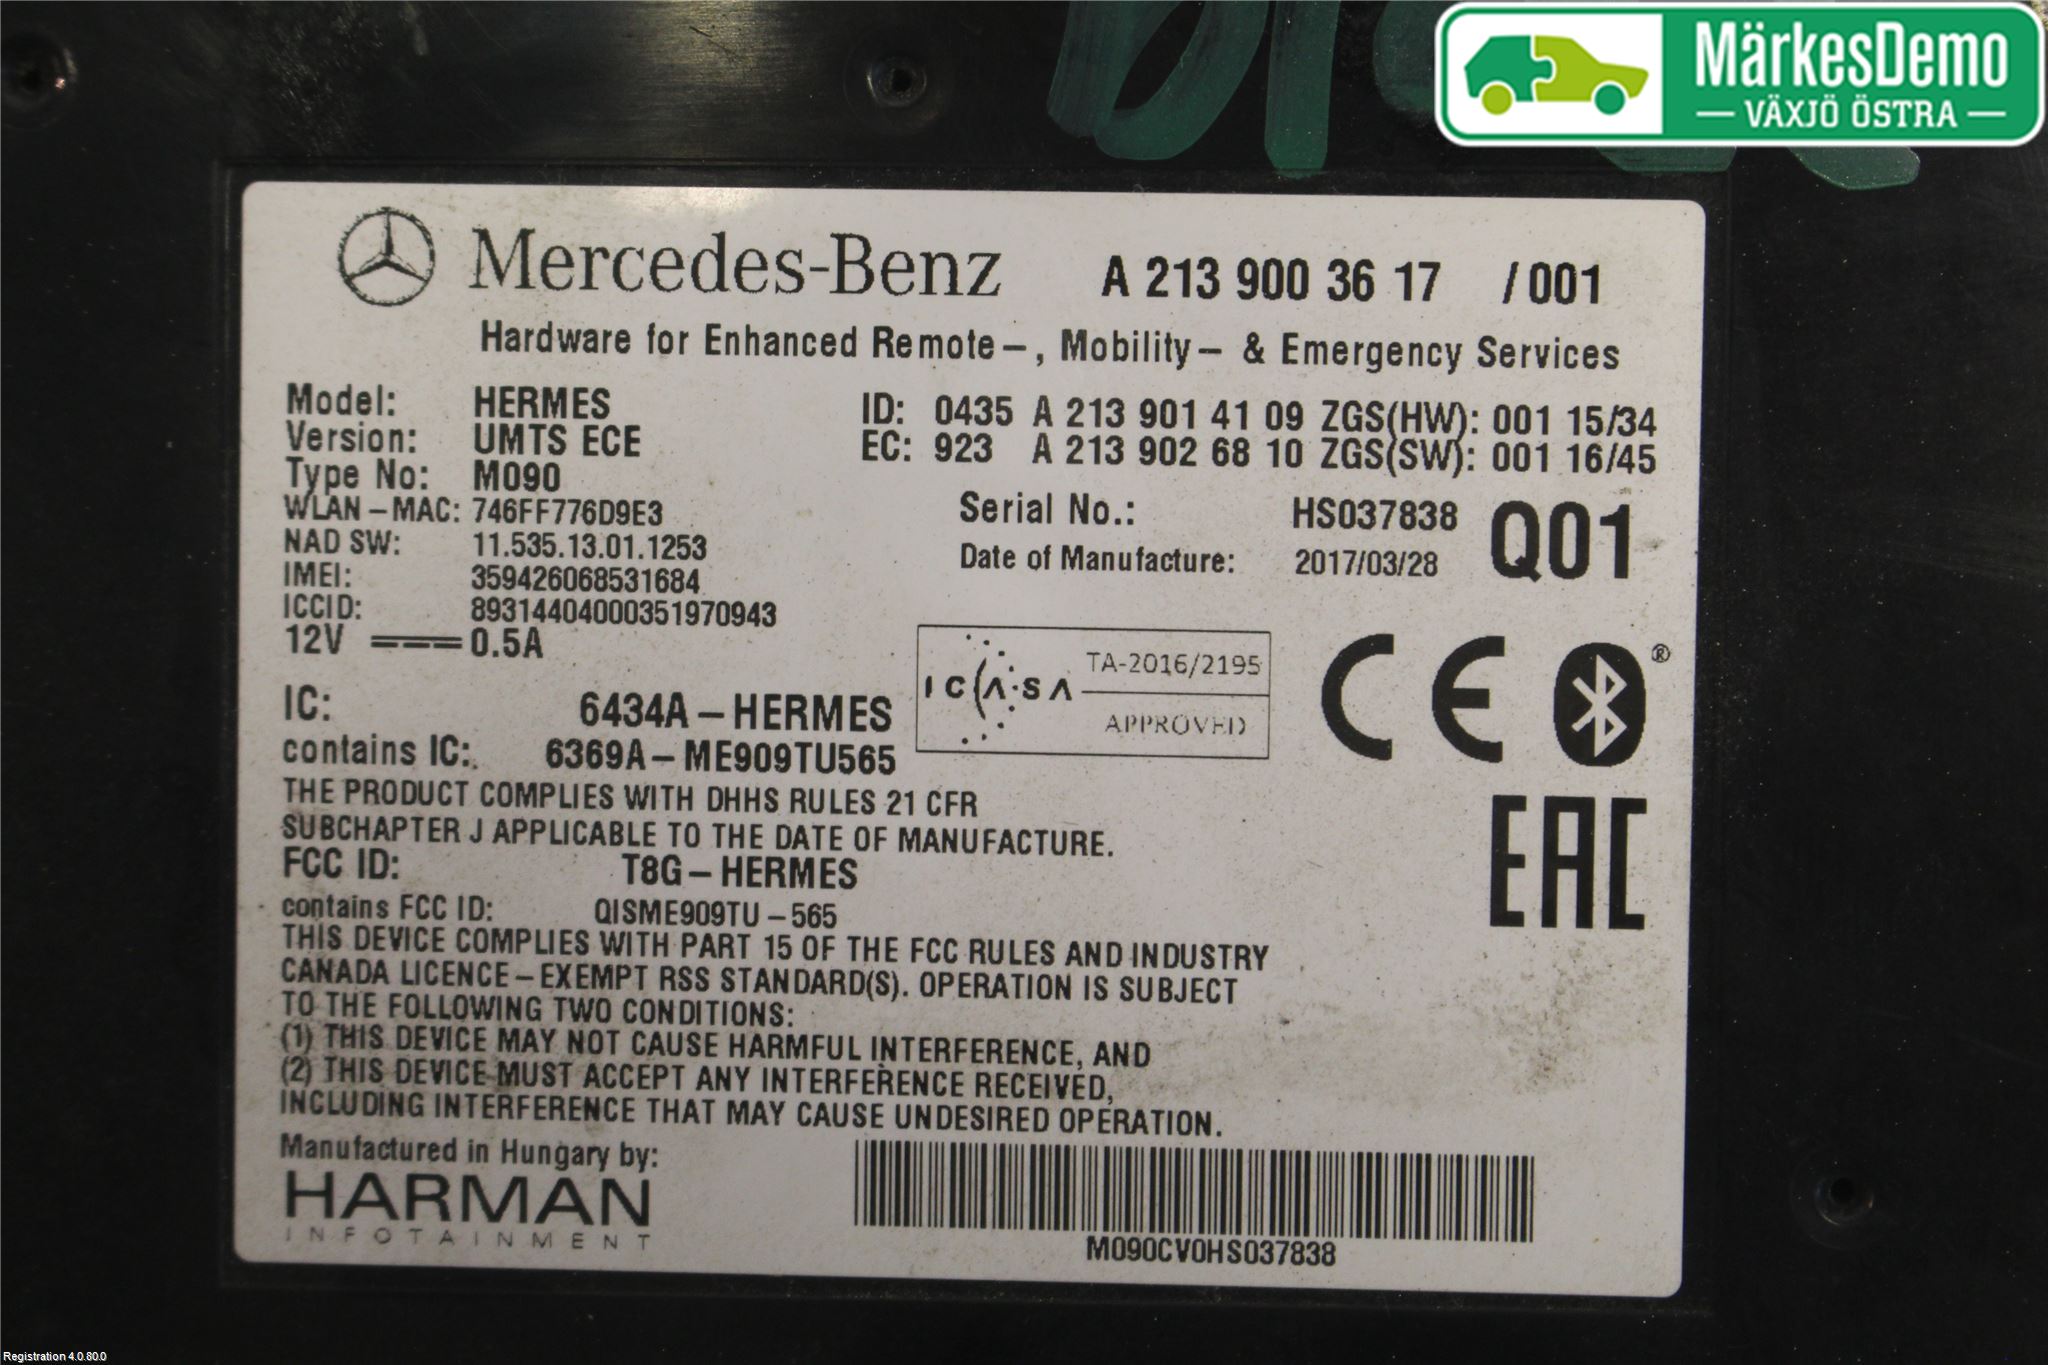 MärkesDemo
VÄXJÖ ÖSTRA
Mercedes-Benz A 213 900 36 17 /001
Hardware for Enhanced Remote-, Mobility- & Emergency Services
Model: HERMES
Version: UMTS ECE
Type No: M090
WLAN-MAC: 746FF776D9E3
NAD SW: 11.535.13.01.1253
IMEI: 359426068531684
ICCID: 89314404000351970943
12V 0.5A
ID: 0435 A 213 901 41 09 ZGS(HW): 001 15/34
EC: 923 A 213 902 68 10 ZGS(SW): 001 16/45
Serial No.: HS037838
Date of Manufacture: 2017/03/28
Q01
ICASA
TA-2016/2195
APPROVED
CE
®
EAC
IC: 6434A-HERMES
contains IC: 6369A-ME909TU565
THE PRODUCT COMPLIES WITH DHHS RULES 21 CFR
SUBCHAPTER J APPLICABLE TO THE DATE OF MANUFACTURE.
FCC ID: T8G-HERMES
contains FCC ID: QISME909TU-565
THIS DEVICE COMPLIES WITH PART 15 OF THE FCC RULES AND INDUSTRY
CANADA LICENCE-EXEMPT RSS STANDARD(S). OPERATION IS SUBJECT
TO THE FOLLOWING TWO CONDITIONS:
(1) THIS DEVICE MAY NOT CAUSE HARMFUL INTERFERENCE, AND
(2) THIS DEVICE MUST ACCEPT ANY INTERFERENCE RECEIVED,
INCLUDING INTERFERENCE THAT MAY CAUSE UNDESIRED OPERATION.
Manufactured in Hungary by:
HARMAN
INFOTAINMENT
M090CV0HS037838
Registration 4.0.80.0